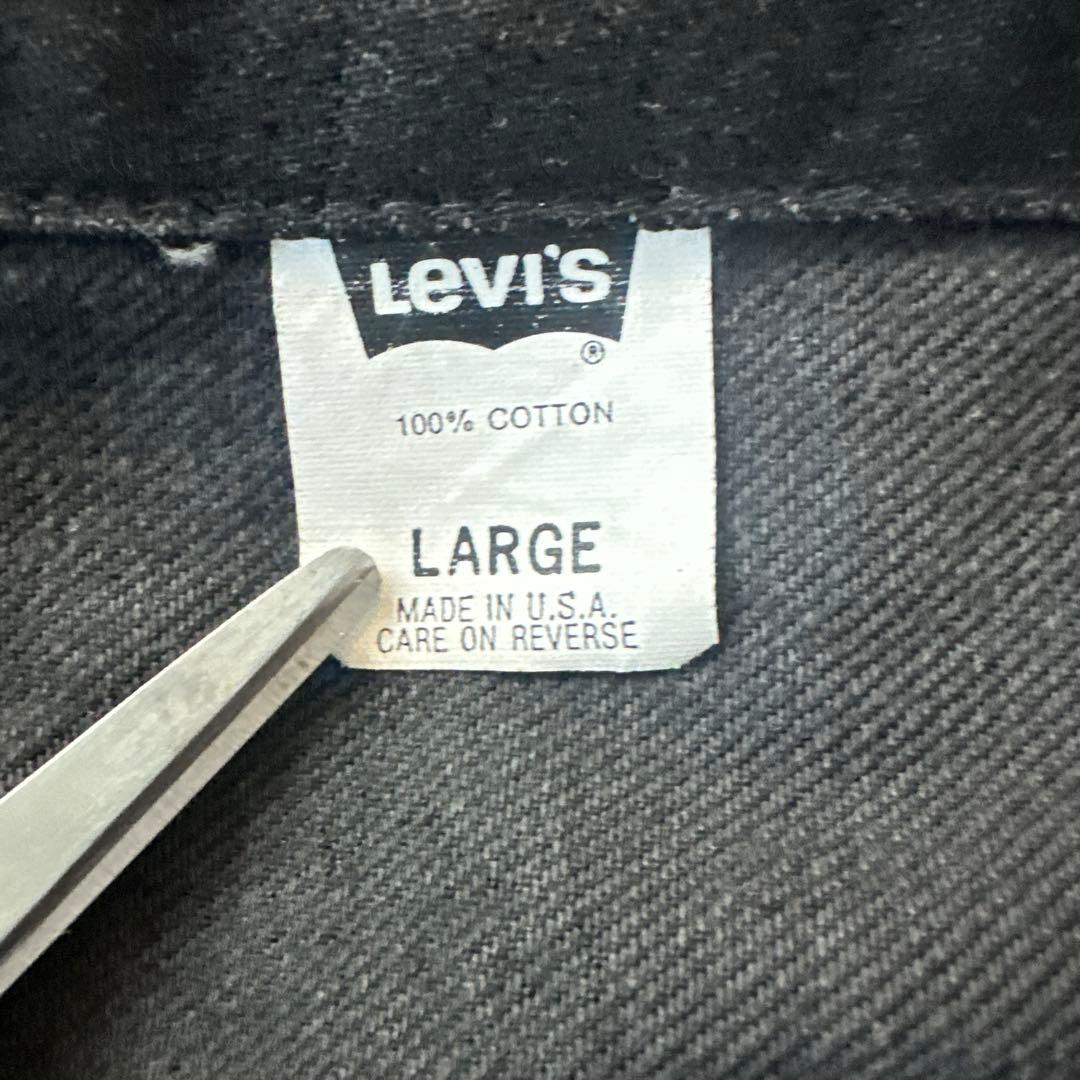 Levi's
®
100% COTTON
LARGE
MADE IN U.S.A.
CARE ON REVERSE